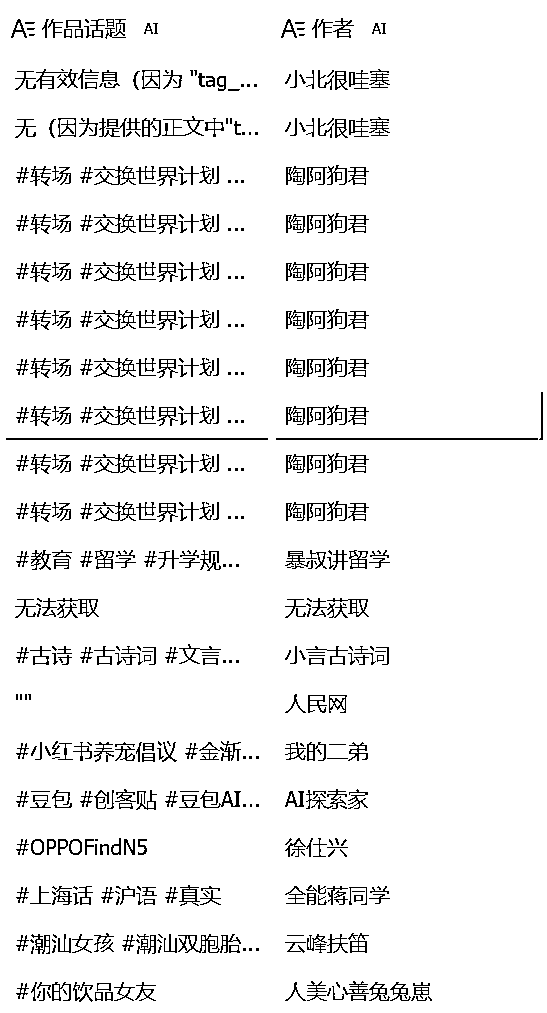 作品话题 AI 作者 AI
无有效信息（因为 "tag_... 小北很哇塞
无（因为提供的正文中"t... 小北很哇塞
#转场 #交换世界计划 ... 陶阿狗君
#转场 #交换世界计划 ... 陶阿狗君
#转场 #交换世界计划 ... 陶阿狗君
#转场 #交换世界计划 ... 陶阿狗君
#转场 #交换世界计划 ... 陶阿狗君
#转场 #交换世界计划 ... 陶阿狗君
#转场 #交换世界计划 ... 陶阿狗君
#转场 #交换世界计划 ... 陶阿狗君
#教育 #留学 #升学规... 暴叔讲留学
无法获取 无法获取
#古诗 #古诗词 #文言... 小言古诗词
"" 人民网
#小红书养宠倡议 #金渐... 我的二弟
#豆包 #创客贴 #豆包AI... AI探索家
#OPPOFindN5 徐仕兴
#上海话 #沪语 #真实 全能蒋同学
#潮汕女孩 #潮汕双胞胎... 云峰扶笛
#你的饮品女友 人美心善兔兔崽